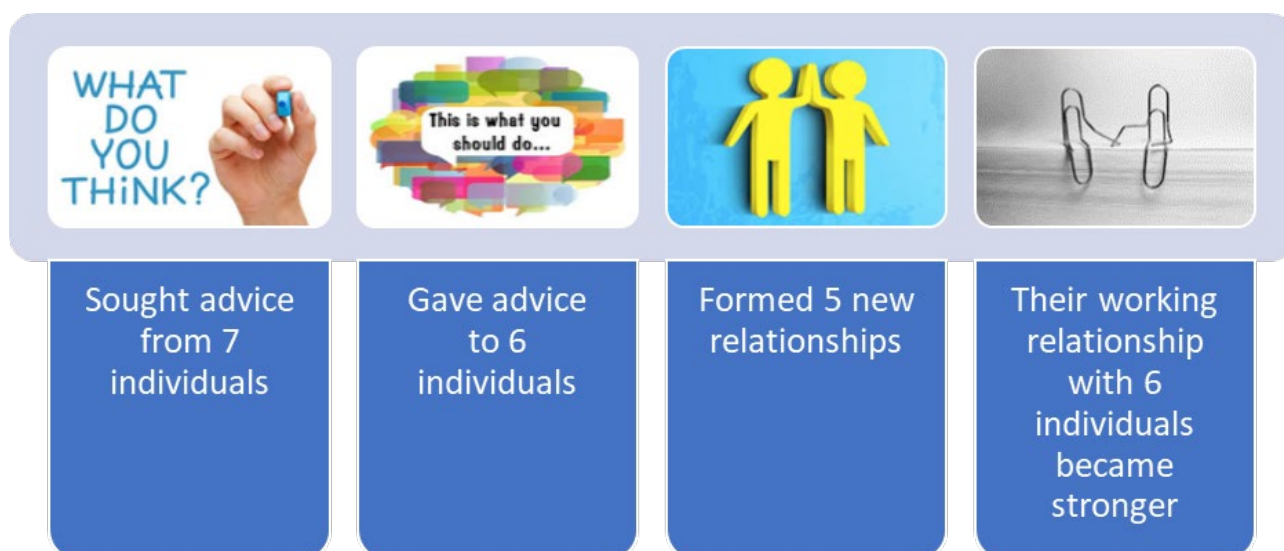 WHAT
DO
YOU
THiNK?
This is what you
should do...
Sought advice
from 7
individuals
Gave advice
to 6
individuals
Formed 5 new
relationships
Their working
relationship
with 6
individuals
became
stronger